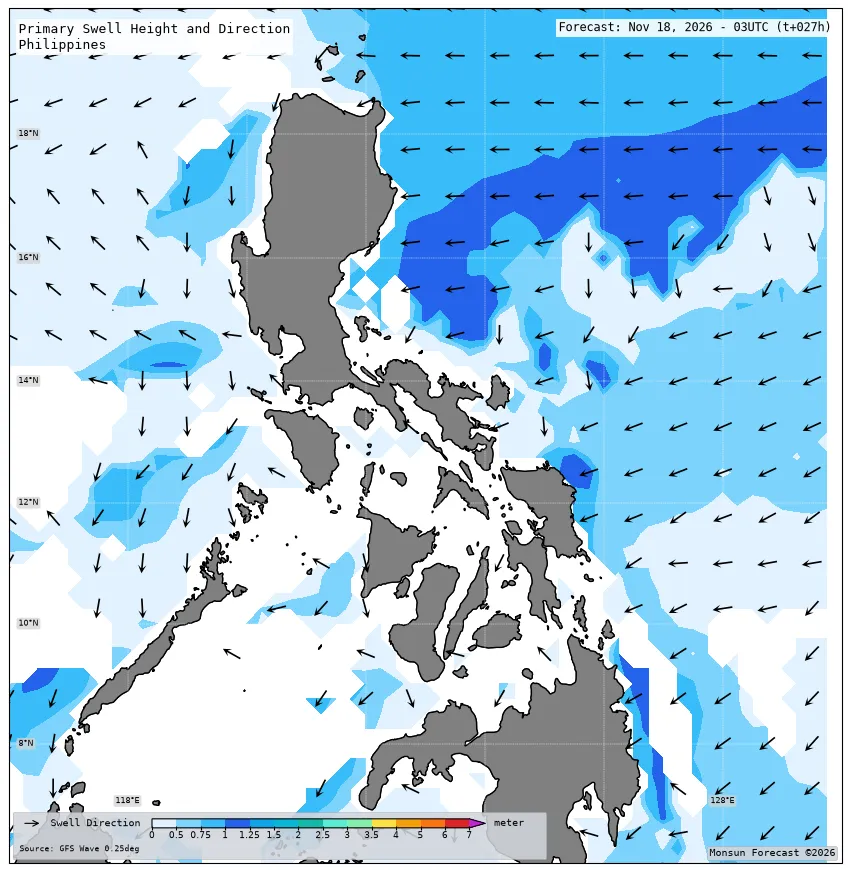 Primary Swell Height and Direction
Philippines
Forecast: Nov 18, 2026 - 03UTC (t+027h)
18°N
16°N
14°N
12°N
10°N
8°N
118°E
128°E
Swell Direction
meter
0 0.5 0.75 1 1.25 1.5 2 2.5 3 3.5 4 5 6 7
Source: GFS Wave 0.25deg
Monsun Forecast ©2026